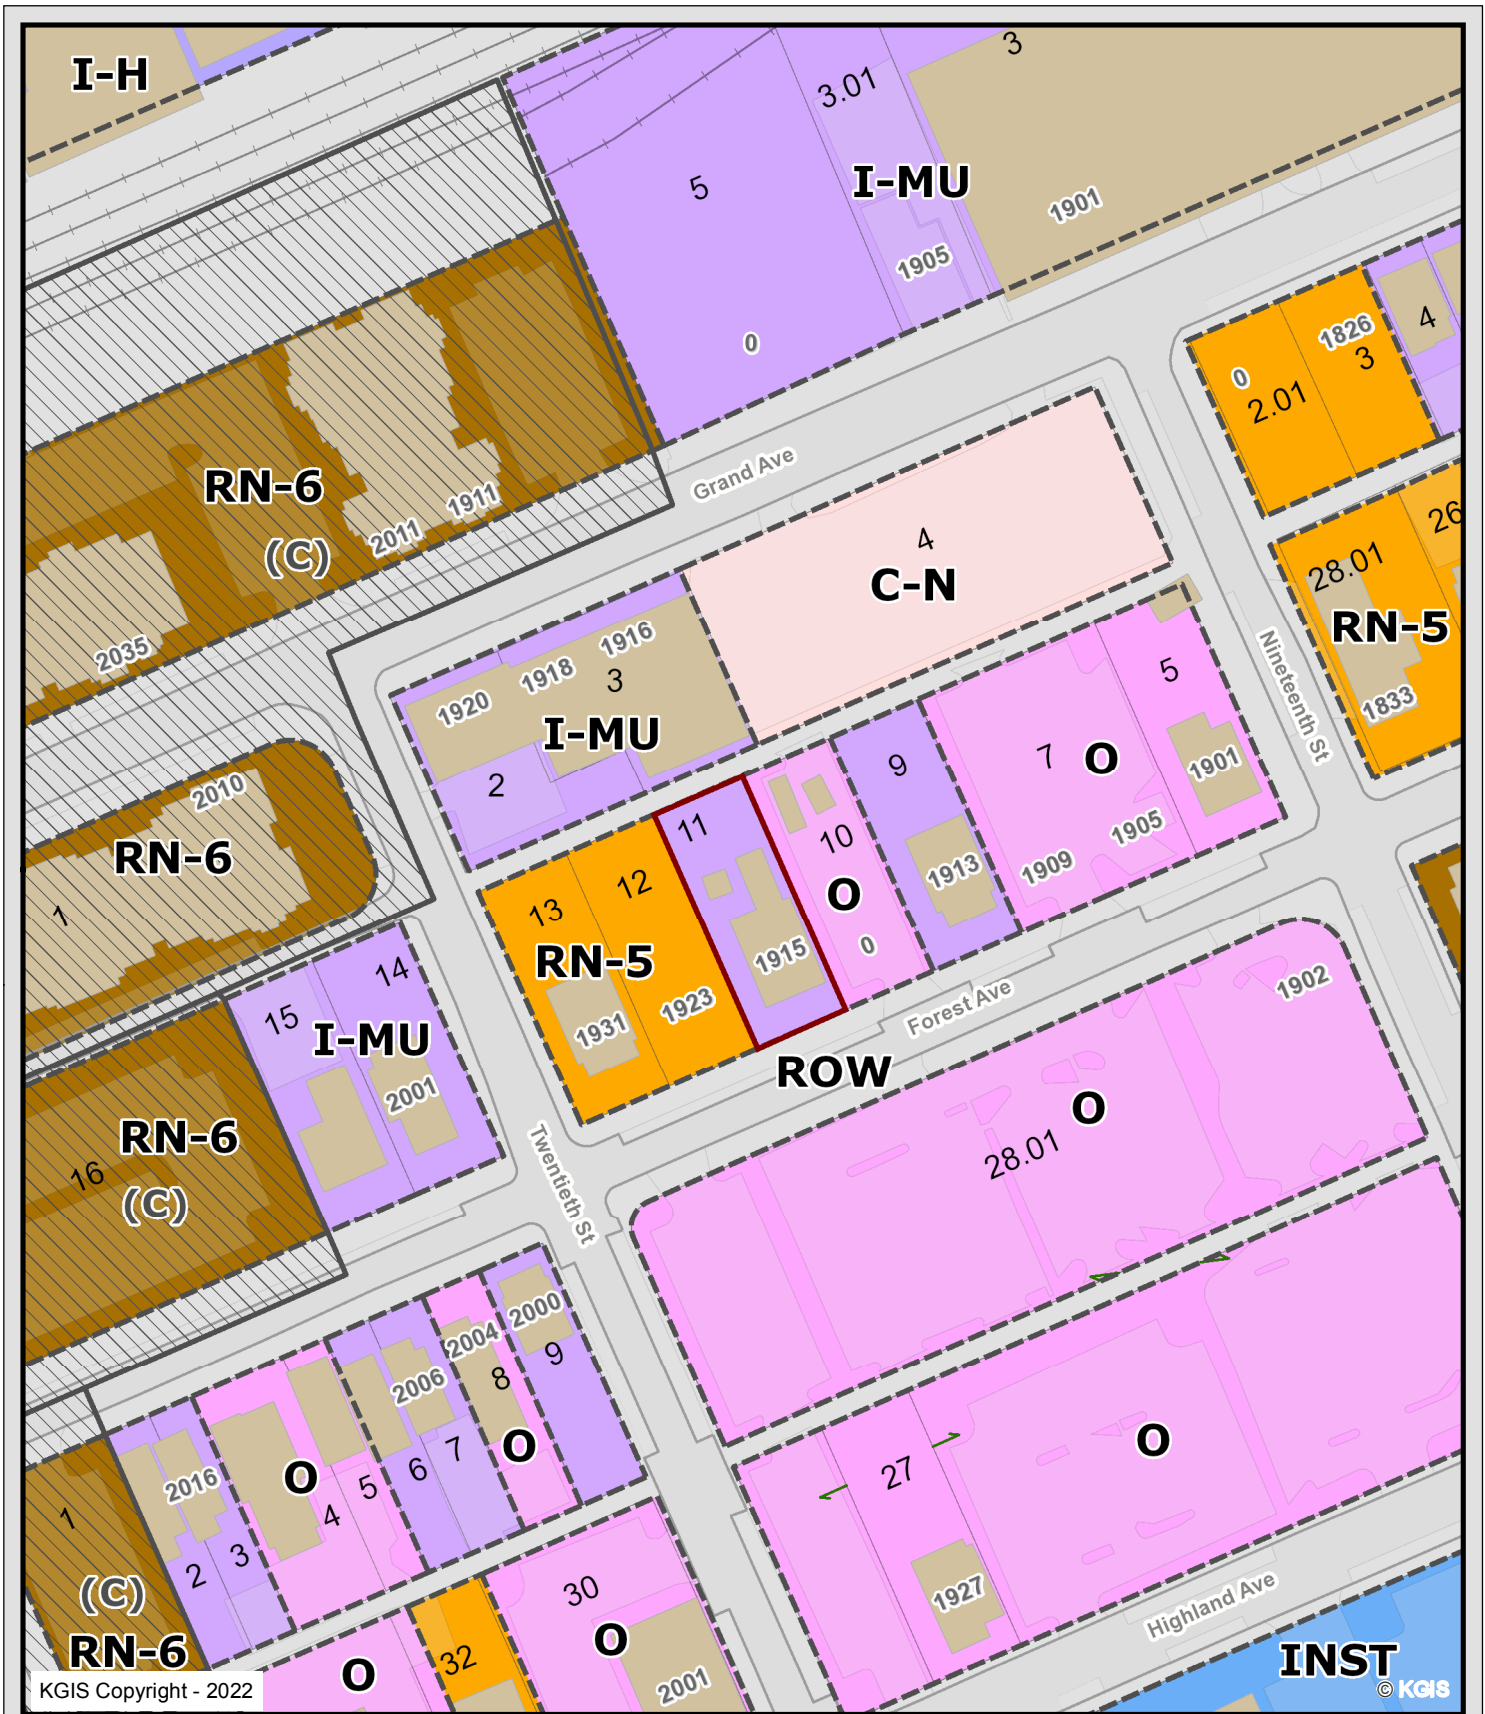 I-H
3
3.01
5
I-MU
1901
1905
0
1826
4
3
0
2.01
Grand Ave
RN-6
(C)
1911
2011
4
C-N
26
28.01
RN-5
1833
2035
1916
1918
1920
3
I-MU
2
5
Nineteenth St
7
O
1901
9
1905
2010
RN-6
1
11
10
12
13
O
1909
1913
0
RN-5
1915
1923
1931
14
15
I-MU
2001
Forest Ave
ROW
1902
O
28.01
RN-6
16
(C)
Twentieth St
2000
2004
9
2006
8
O
7
6
5
O
4
2016
3
2
1
(C)
RN-6
27
O
1927
30
O
32
O
2001
Highland Ave
INST
KGIS Copyright - 2022
© KGIS